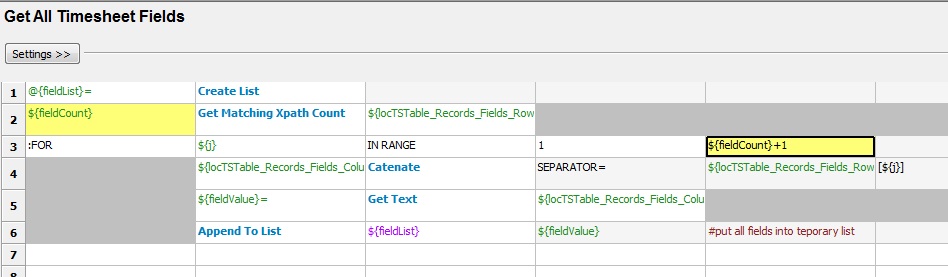 Get All Timesheet Fields
Settings >>
1 @{fieldList}= Create List
2 ${fieldCount} Get Matching Xpath Count ${locTSTable_Records_Fields_Row
3 :FOR ${j} IN RANGE 1 ${fieldCount}+1
4 ${locTSTable_Records_Fields_Colu Catenate SEPARATOR= ${locTSTable_Records_Fields_Row [${j}]
5 ${fieldValue}= Get Text ${locTSTable_Records_Fields_Colu
6 Append To List ${fieldList} ${fieldValue} #put all fields into teporary list
7
8